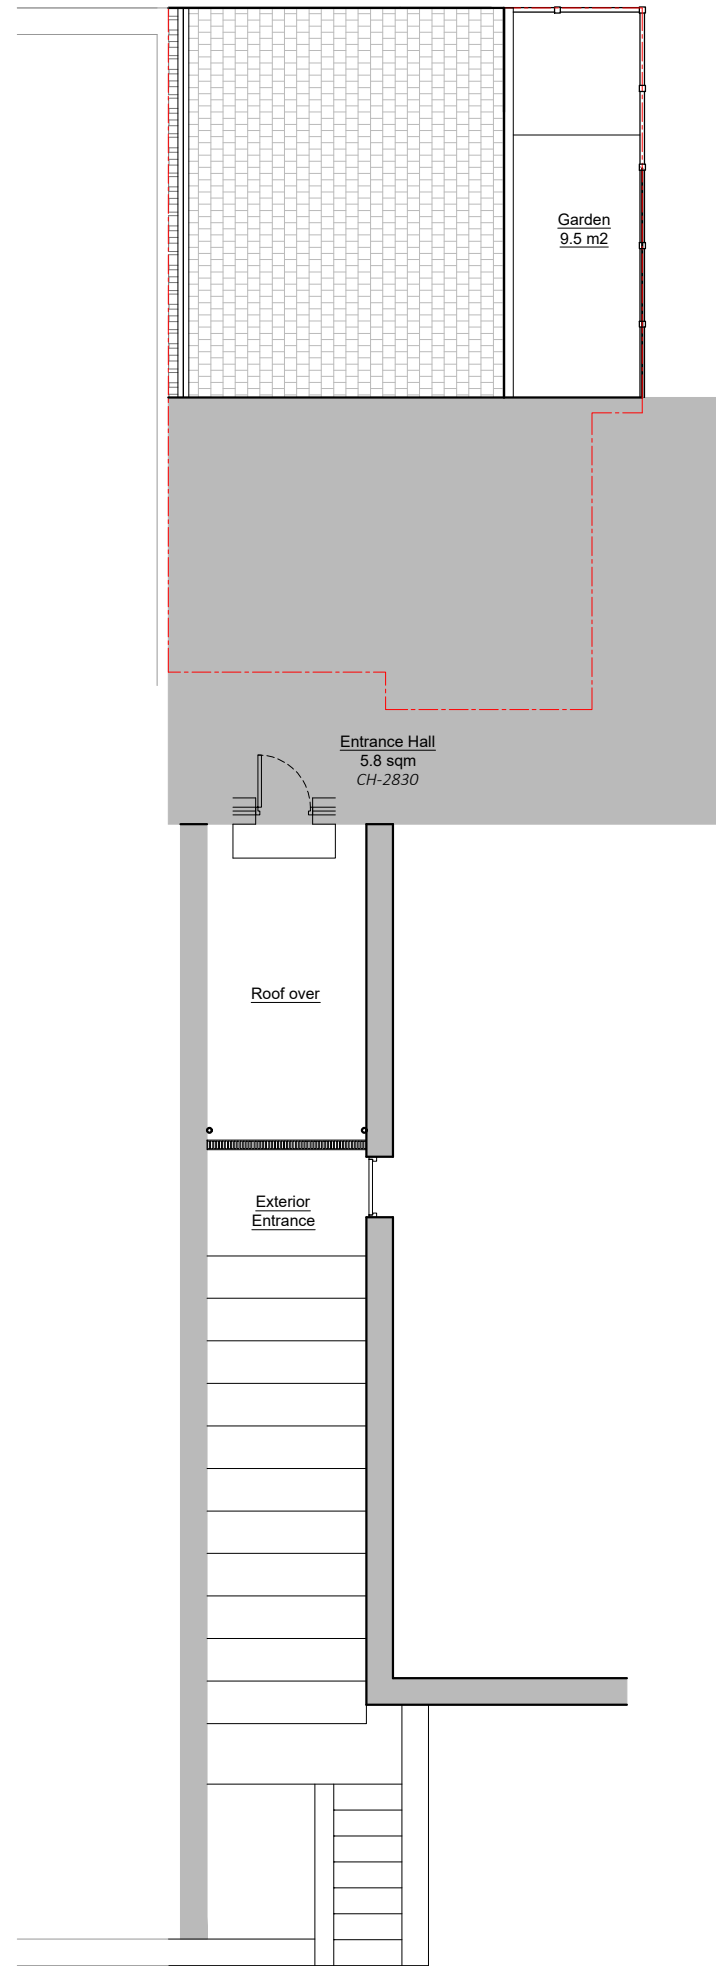 Garden
9.5 m2
Entrance Hall
5.8 sqm
CH-2830
Roof over
Exterior
Entrance